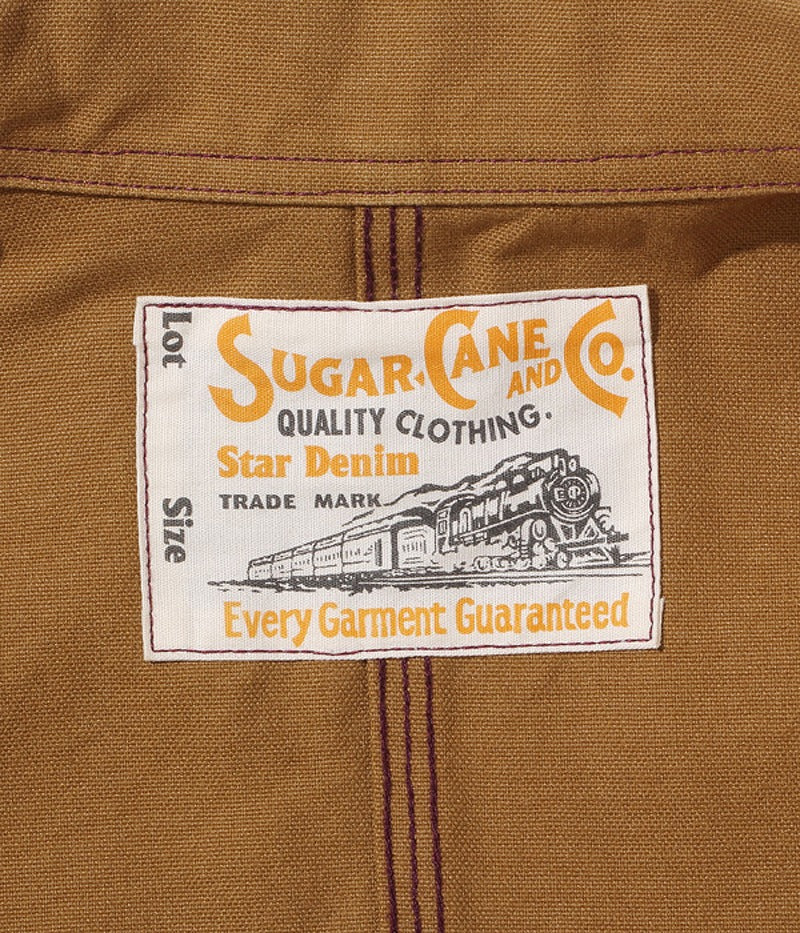 Lot
Size
SUGAR CANE AND CO.
QUALITY CLOTHING.
Star Denim
TRADE MARK
Every Garment Guaranteed